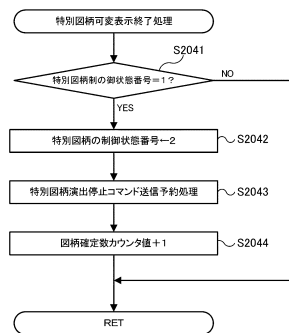 特別図柄可変表示終了処理
S2041
特別図柄制の御状態番号=1?
NO
YES
特別図柄の制御状態番号←2
S2042
特別図柄演出停止コマンド送信予約処理
S2043
図柄確定数カウンタ値+1
S2044
RET